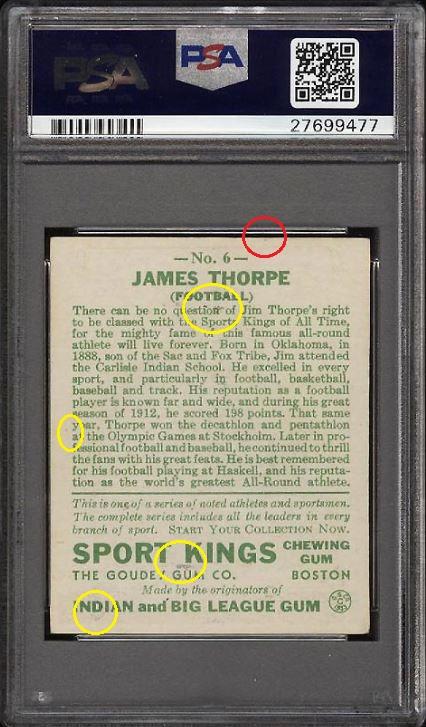 PSA
PSA
27699477
—No. 6—
JAMES THORPE
(FOOTBALL)
There can be no question of Jim Thorpe's right
to be classed with the Sports Kings of All Time,
for the mighty fame of this famous all-round
athlete will live forever. Born in Oklahoma, in
1888, son of the Sac and Fox Tribe, Jim attended
the Carlisle Indian School. He excelled in every
sport, and particularly in football, basketball,
baseball and track. His reputation as a football
player is known far and wide, and during his great
season of 1912, he scored 198 points. That same
year, Thorpe won the decathlon and pentathlon
at the Olympic Games at Stockholm. Later in pro-
fessional football and baseball, he continued to thrill
the fans with his great feats. He is best remembered
for his football playing at Haskell, and his reputa-
tion as the world's greatest All-Round athlete.
This is one of a series of noted athletes and sportsmen.
The complete series includes all the leaders in every
branch of sport. START YOUR COLLECTION NOW.
SPORT KINGS CHEWING GUM
THE GOUDEY GUM CO. BOSTON
Made by the originators of
INDIAN and BIG LEAGUE GUM